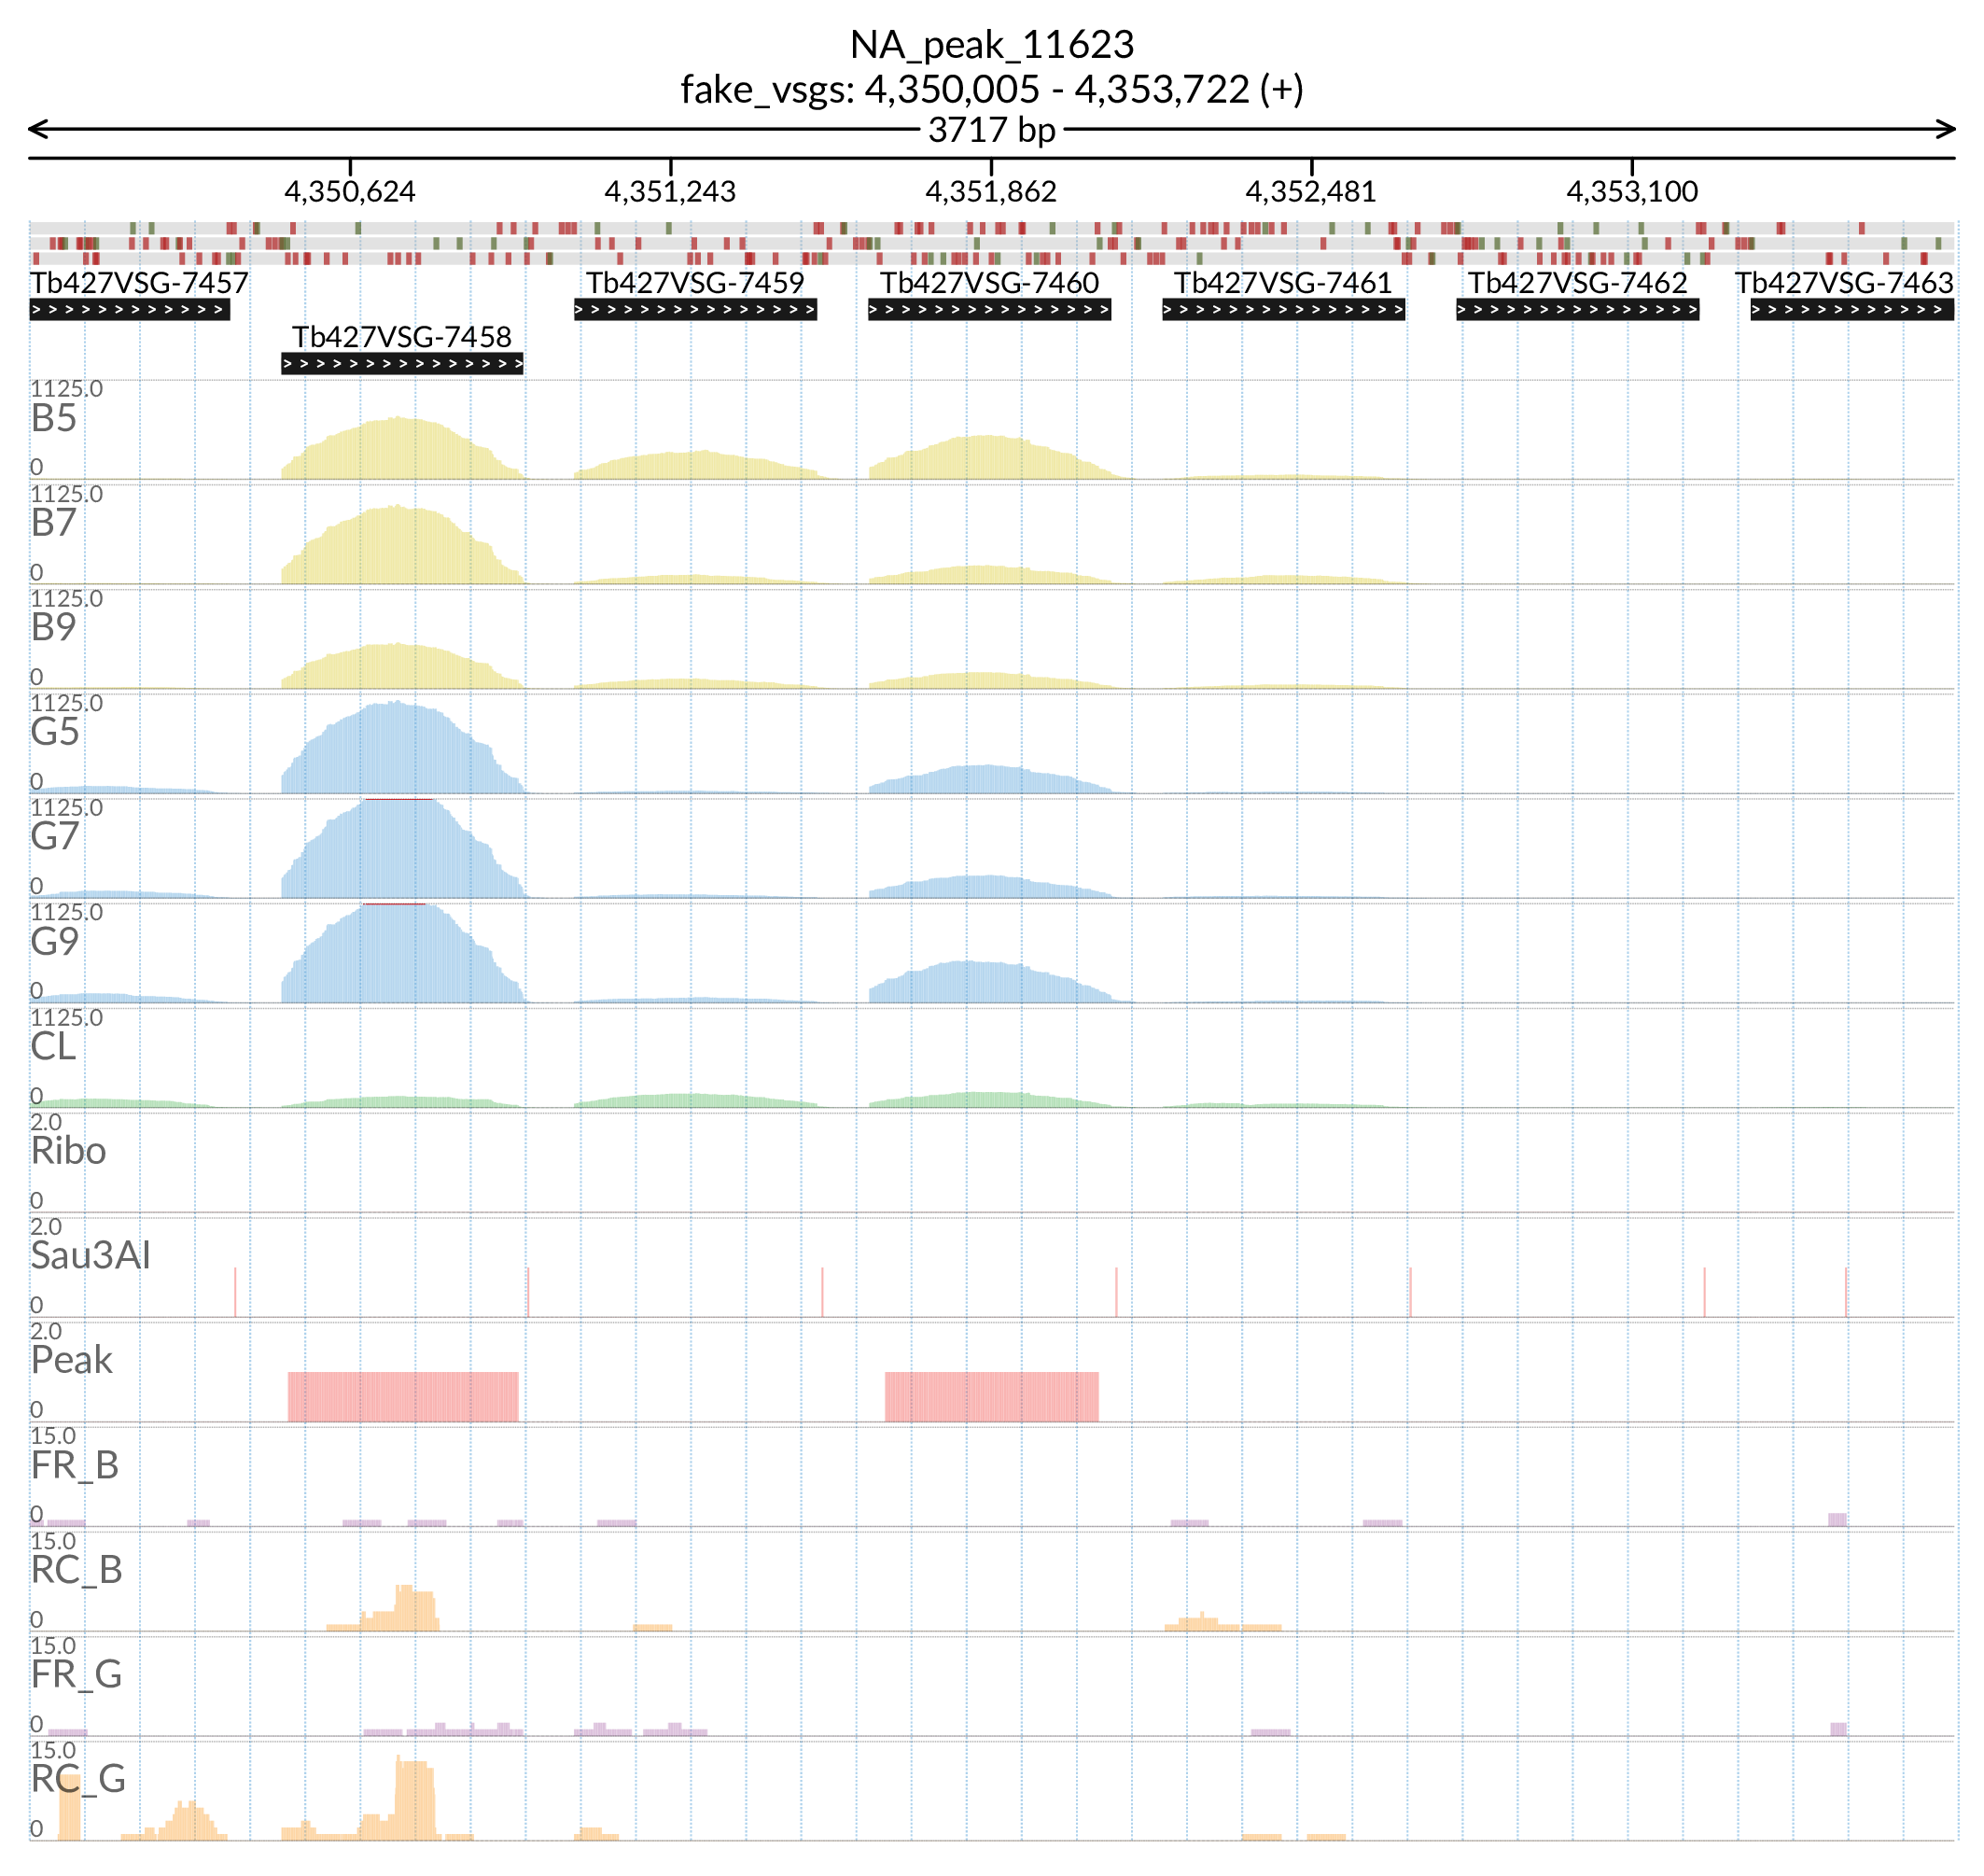 NA_peak_11623
fake_vsgs: 4,350,005 - 4,353,722 (+)
3717 bp
4,350,624 4,351,243 4,351,862 4,352,481 4,353,100
Tb427VSG-7457 Tb427VSG-7459 Tb427VSG-7460 Tb427VSG-7461 Tb427VSG-7462 Tb427VSG-7463
Tb427VSG-7458
1125.0
B5
0
1125.0
B7
0
1125.0
B9
0
1125.0
G5
0
1125.0
G7
0
1125.0
G9
0
1125.0
CL
0
2.0
Ribo
0
2.0
Sau3AI
0
2.0
Peak
0
15.0
FR_B
0
15.0
RC_B
0
15.0
FR_G
0
15.0
RC_G
0